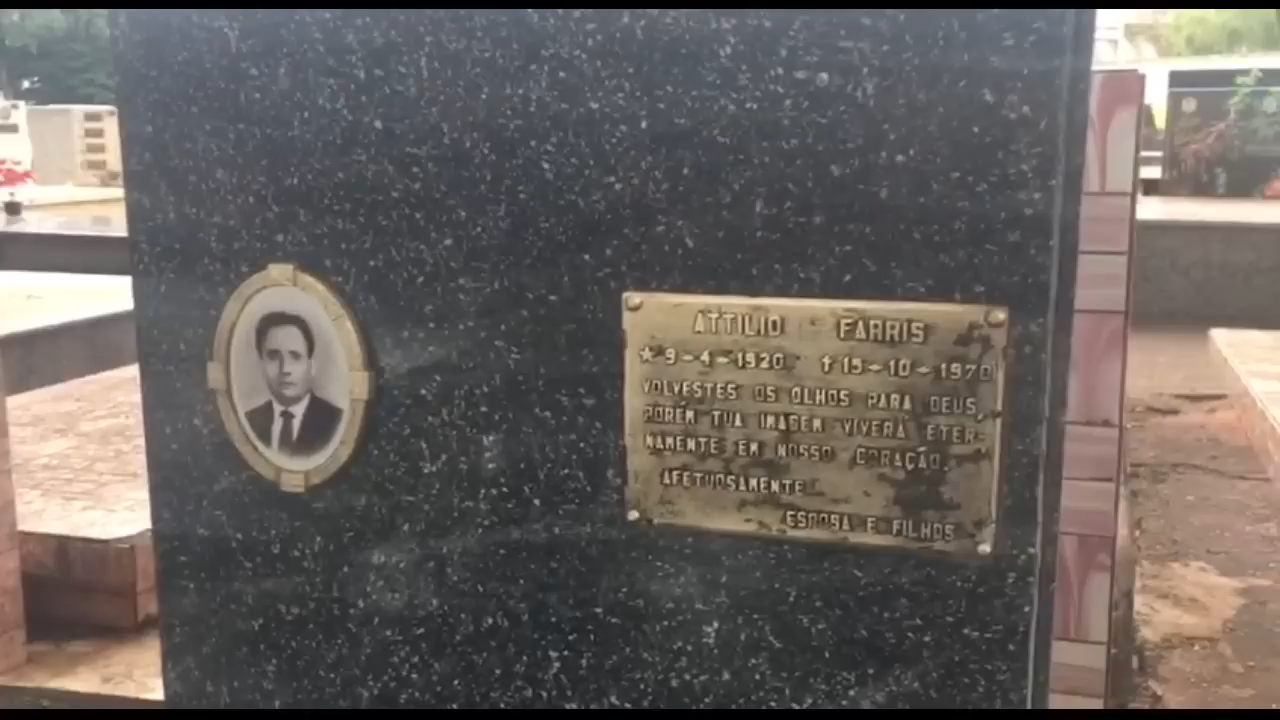 ATTILIO FARRIS
★ 9-4-1920 ✝ 15-10-1970
VOLVESTES OS OLHOS PARA DEUS,
PORÉM TUA IMAGEM VIVERÁ ETER-
NAMENTE EM NOSSO CORAÇÃO.
AFETUOSAMENTE
ESPOSA E FILHOS